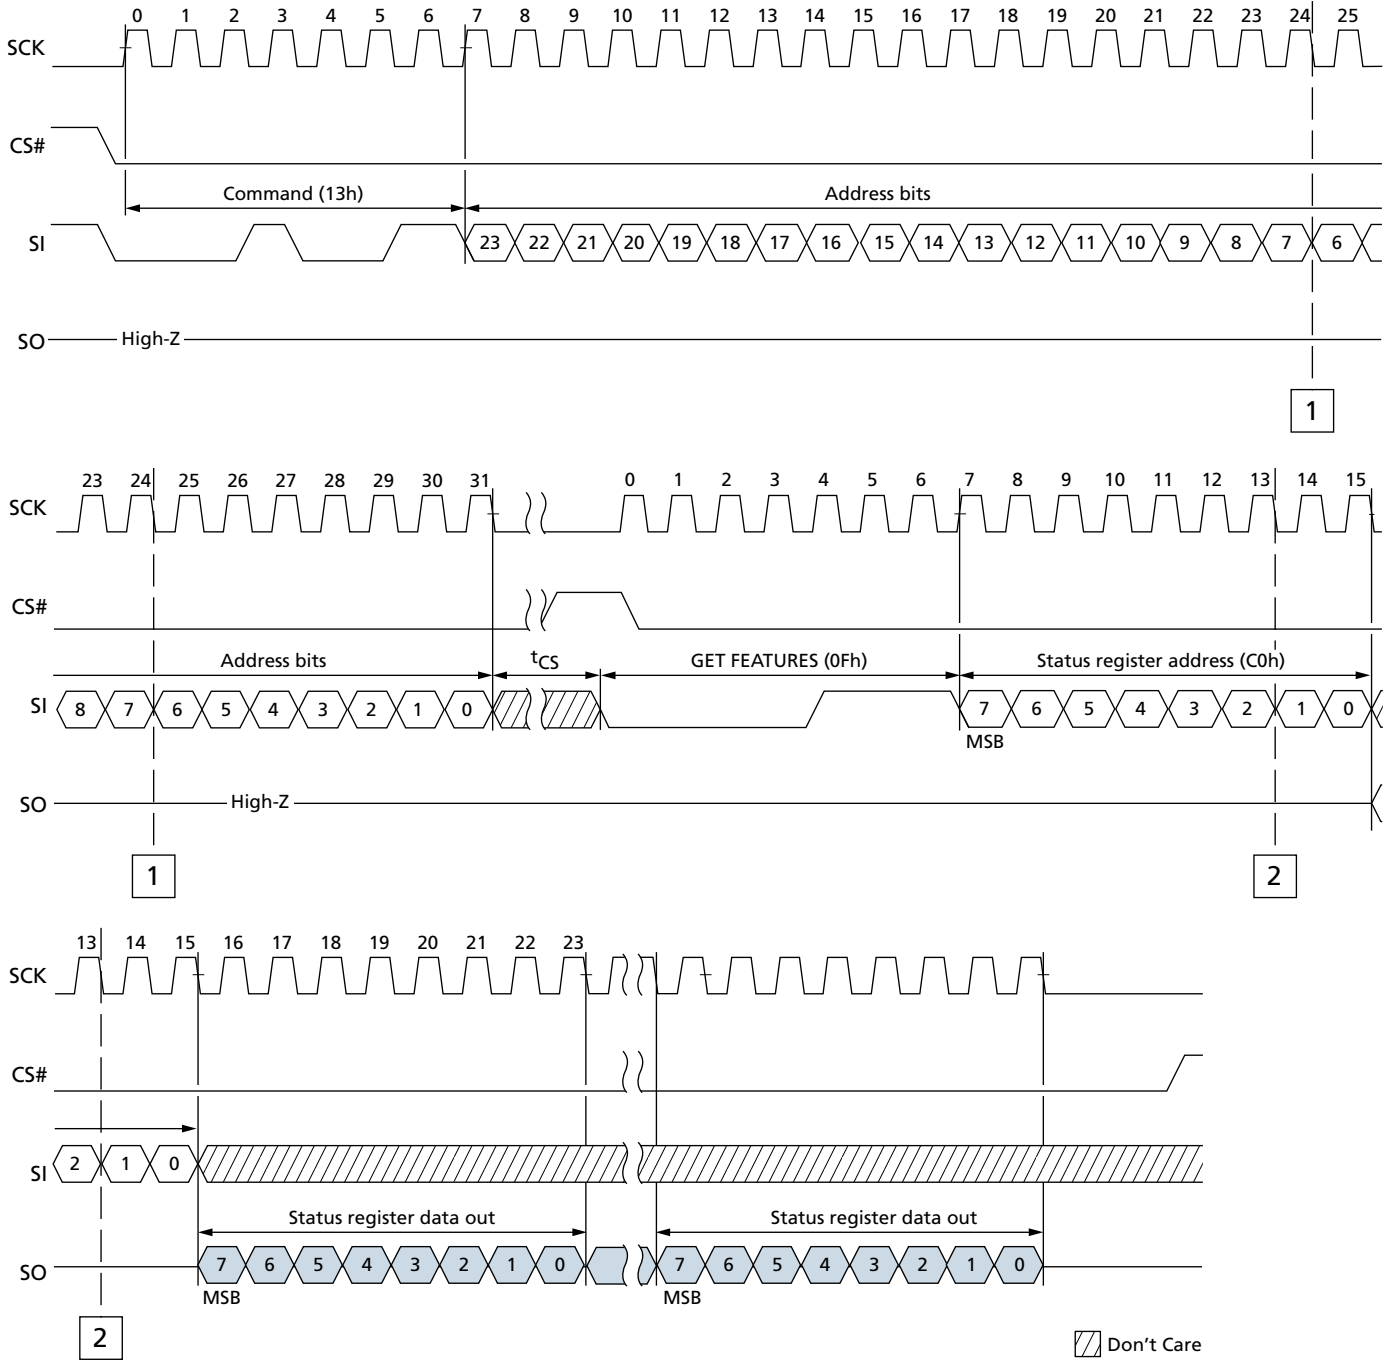 0 1 2 3 4 5 6 7 8 9 10 11 12 13 14 15 16 17 18 19 20 21 22 23 24 25
SCK
CS#
Command (13h) Address bits
SI 23 22 21 20 19 18 17 16 15 14 13 12 11 10 9 8 7 6
SO High-Z
1
23 24 25 26 27 28 29 30 31 0 1 2 3 4 5 6 7 8 9 10 11 12 13 14 15
SCK
CS#
Address bits tCS GET FEATURES (0Fh) Status register address (C0h)
SI 8 7 6 5 4 3 2 1 0 7 6 5 4 3 2 1 0
MSB
SO High-Z
1 2
13 14 15 16 17 18 19 20 21 22 23
SCK
CS#
SI 2 1 0
Status register data out Status register data out
SO 7 6 5 4 3 2 1 0 7 6 5 4 3 2 1 0
MSB MSB
2
Don't Care